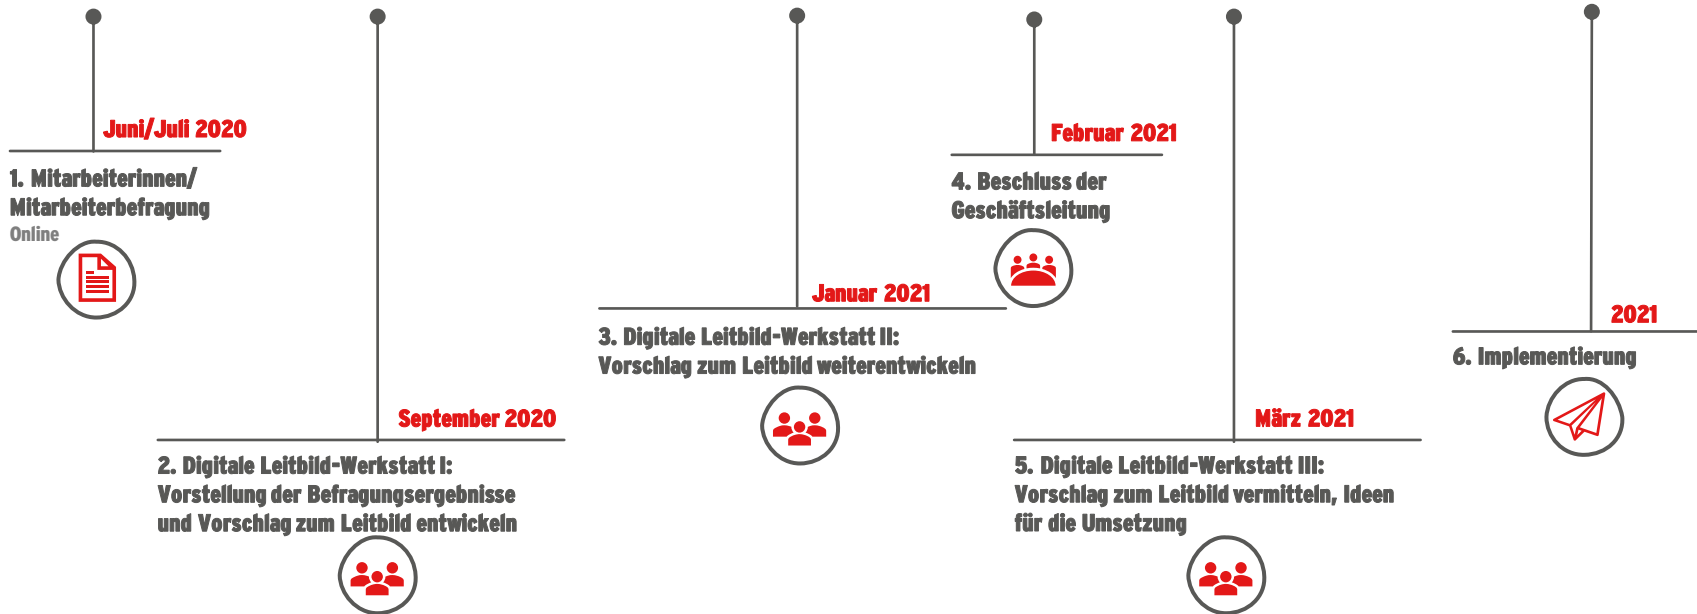 Juni/Juli 2020
1. Mitarbeiterinnen/
Mitarbeiterbefragung
Online
September 2020
2. Digitale Leitbild-Werkstatt I:
Vorstellung der Befragungsergebnisse
und Vorschlag zum Leitbild entwickeln
Januar 2021
3. Digitale Leitbild-Werkstatt II:
Vorschlag zum Leitbild weiterentwickeln
Februar 2021
4. Beschluss der
Geschäftsleitung
März 2021
5. Digitale Leitbild-Werkstatt III:
Vorschlag zum Leitbild vermitteln, Ideen
für die Umsetzung
2021
6. Implementierung